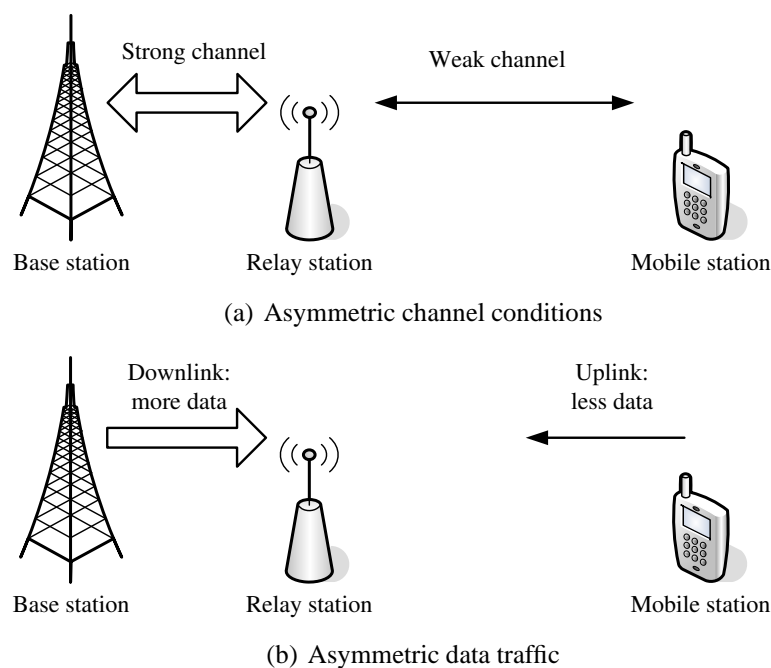 Strong channel
Weak channel
Base station
Relay station
Mobile station
(a) Asymmetric channel conditions
Downlink:
more data
Uplink:
less data
Base station
Relay station
Mobile station
(b) Asymmetric data traffic